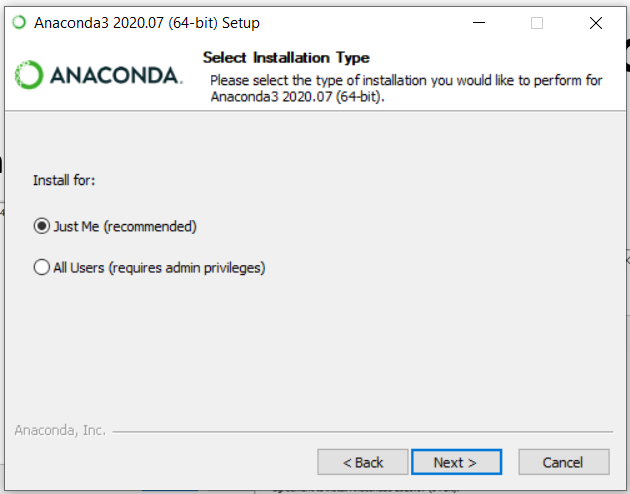 Anaconda3 2020.07 (64-bit) Setup
ANACONDA.
Select Installation Type
Please select the type of installation you would like to perform for
Anaconda3 2020.07 (64-bit).
Install for:
Just Me (recommended)
All Users (requires admin privileges)
Anaconda, Inc.
< Back
Next >
Cancel